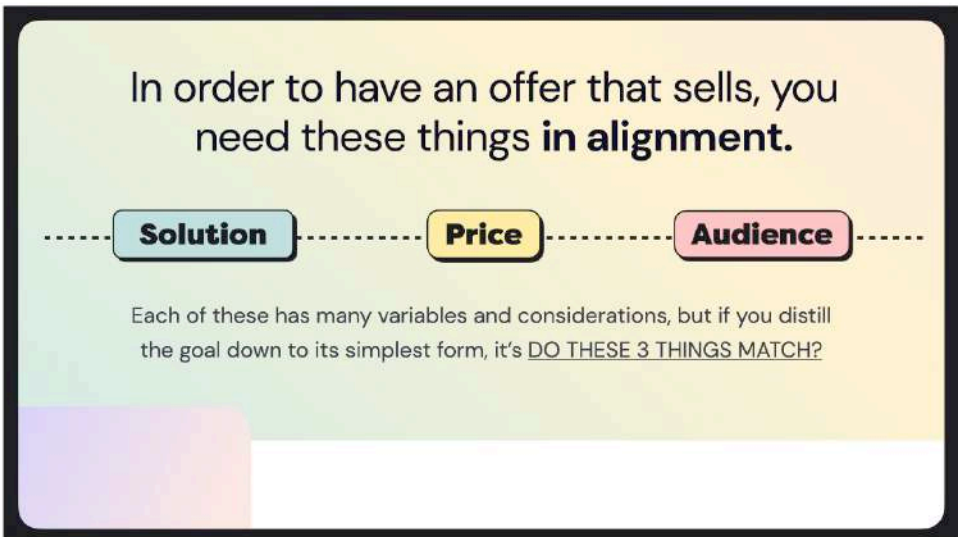 In order to have an offer that sells, you
need these things in alignment.
Solution
Price
Audience
Each of these has many variables and considerations, but if you distill
the goal down to its simplest form, it's DO THESE 3 THINGS MATCH?